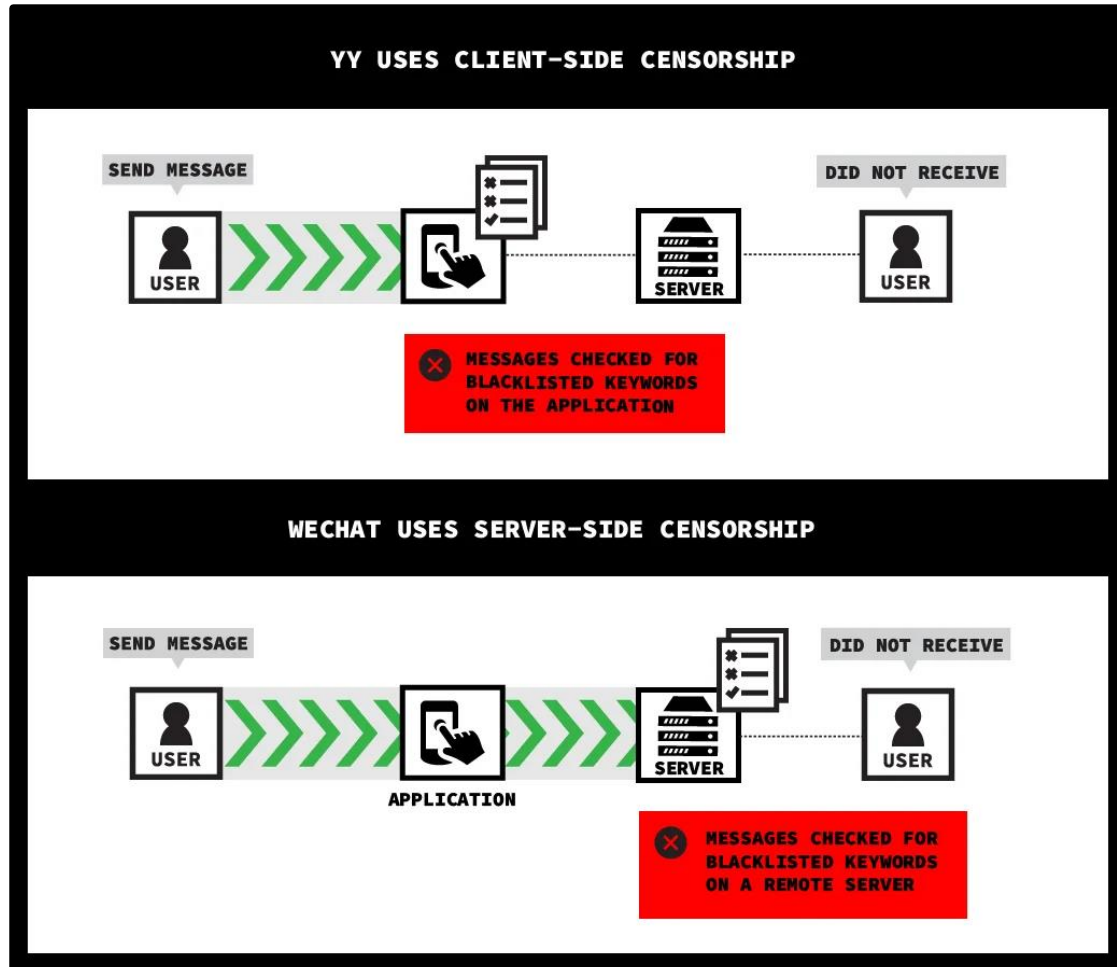 YY USES CLIENT-SIDE CENSORSHIP
SEND MESSAGE
DID NOT RECEIVE
USER
SERVER
USER
MESSAGES CHECKED FOR
BLACKLISTED KEYWORDS
ON THE APPLICATION
WECHAT USES SERVER-SIDE CENSORSHIP
SEND MESSAGE
DID NOT RECEIVE
USER
APPLICATION
SERVER
USER
MESSAGES CHECKED FOR
BLACKLISTED KEYWORDS
ON A REMOTE SERVER